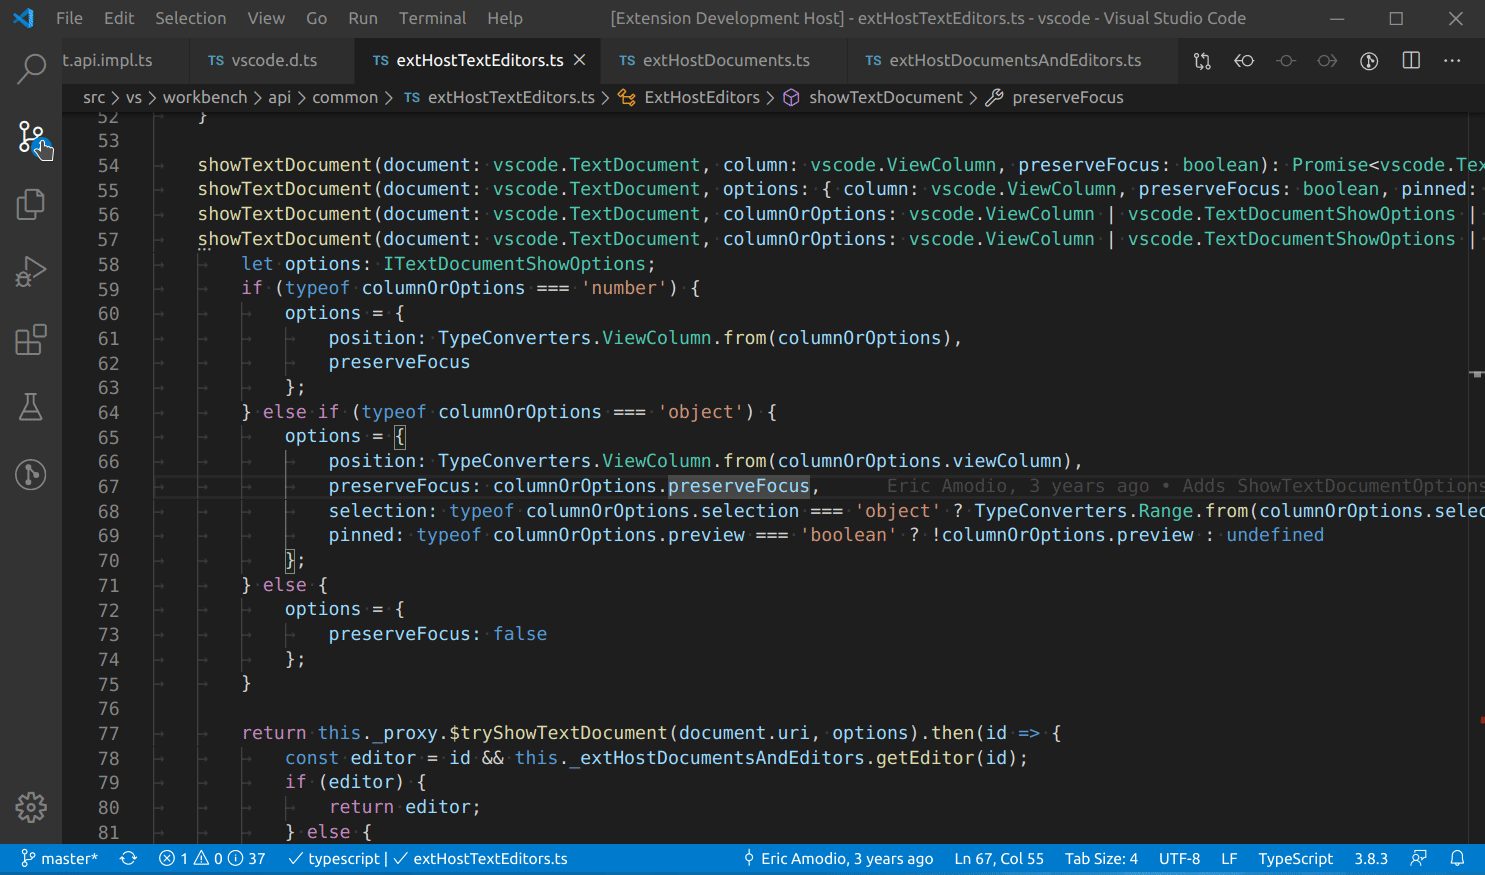 File Edit Selection View Go Run Terminal Help [Extension Development Host] - extHostTextEditors.ts - vscode - Visual Studio Code
t.api.impl.ts TS vscode.d.ts TS extHostTextEditors.ts TS extHostDocuments.ts TS extHostDocumentsAndEditors.ts
src > vs > workbench > api > common > TS extHostTextEditors.ts > ExtHostEditors > showTextDocument > preserveFocus
52 }
53
54 showTextDocument(document: vscode.TextDocument, column: vscode.ViewColumn, preserveFocus: boolean): Promise<vscode.Tex
55 showTextDocument(document: vscode.TextDocument, options: { column: vscode.ViewColumn, preserveFocus: boolean, pinned:
56 showTextDocument(document: vscode.TextDocument, columnOrOptions: vscode.ViewColumn | vscode.TextDocumentShowOptions |
57 showTextDocument(document: vscode.TextDocument, columnOrOptions: vscode.ViewColumn | vscode.TextDocumentShowOptions |
58 let options: ITextDocumentShowOptions;
59 if (typeof columnOrOptions === 'number') {
60 options = {
61 position: TypeConverters.ViewColumn.from(columnOrOptions),
62 preserveFocus
63 };
64 } else if (typeof columnOrOptions === 'object') {
65 options = {
66 position: TypeConverters.ViewColumn.from(columnOrOptions.viewColumn),
67 preserveFocus: columnOrOptions.preserveFocus, Eric Amodio, 3 years ago • Adds ShowTextDocumentOptions
68 selection: typeof columnOrOptions.selection === 'object' ? TypeConverters.Range.from(columnOrOptions.selec
69 pinned: typeof columnOrOptions.preview === 'boolean' ? !columnOrOptions.preview : undefined
70 };
71 } else {
72 options = {
73 preserveFocus: false
74 };
75 }
76
77 return this._proxy.$tryShowTextDocument(document.uri, options).then(id => {
78 const editor = id && this._extHostDocumentsAndEditors.getEditor(id);
79 if (editor) {
80 return editor;
81 } else {
master* 1 0 37 typescript | extHostTextEditors.ts Eric Amodio, 3 years ago Ln 67, Col 55 Tab Size: 4 UTF-8 LF TypeScript 3.8.3